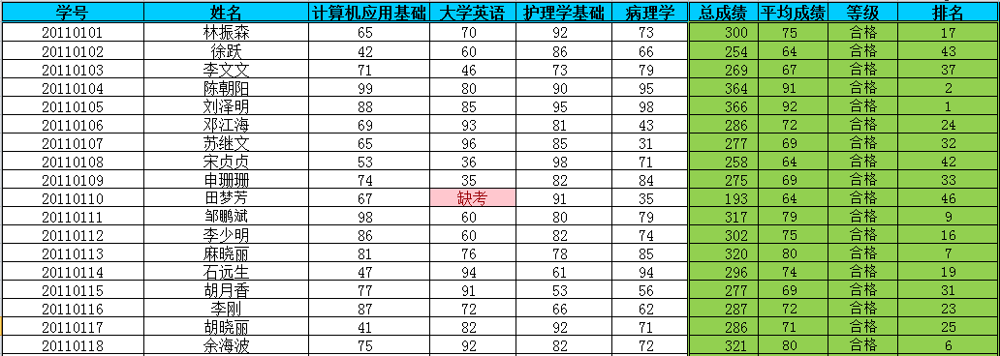 学号 姓名 计算机应用基础 大学英语 护理学基础 病理学 总成绩 平均成绩 等级 排名
20110101 林振森 65 70 92 73 300 75 合格 17
20110102 徐跃 42 60 86 66 254 64 合格 43
20110103 李文文 71 46 73 79 269 67 合格 37
20110104 陈朝阳 99 80 90 95 364 91 合格 2
20110105 刘泽明 88 85 95 98 366 92 合格 1
20110106 邓江海 69 93 81 43 286 72 合格 24
20110107 苏继文 65 96 85 31 277 69 合格 32
20110108 宋贞贞 53 36 98 71 258 64 合格 42
20110109 申珊珊 74 35 82 84 275 69 合格 33
20110110 田梦芳 67 缺考 91 35 193 64 合格 46
20110111 邹鹏斌 98 60 80 79 317 79 合格 9
20110112 李少明 86 60 82 74 302 75 合格 16
20110113 麻晓丽 81 76 78 85 320 80 合格 7
20110114 石远生 47 94 61 94 296 74 合格 19
20110115 胡月香 77 91 53 56 277 69 合格 31
20110116 李刚 87 72 66 62 287 72 合格 23
20110117 胡晓丽 41 82 92 71 286 71 合格 25
20110118 余海波 75 92 82 72 321 80 合格 6